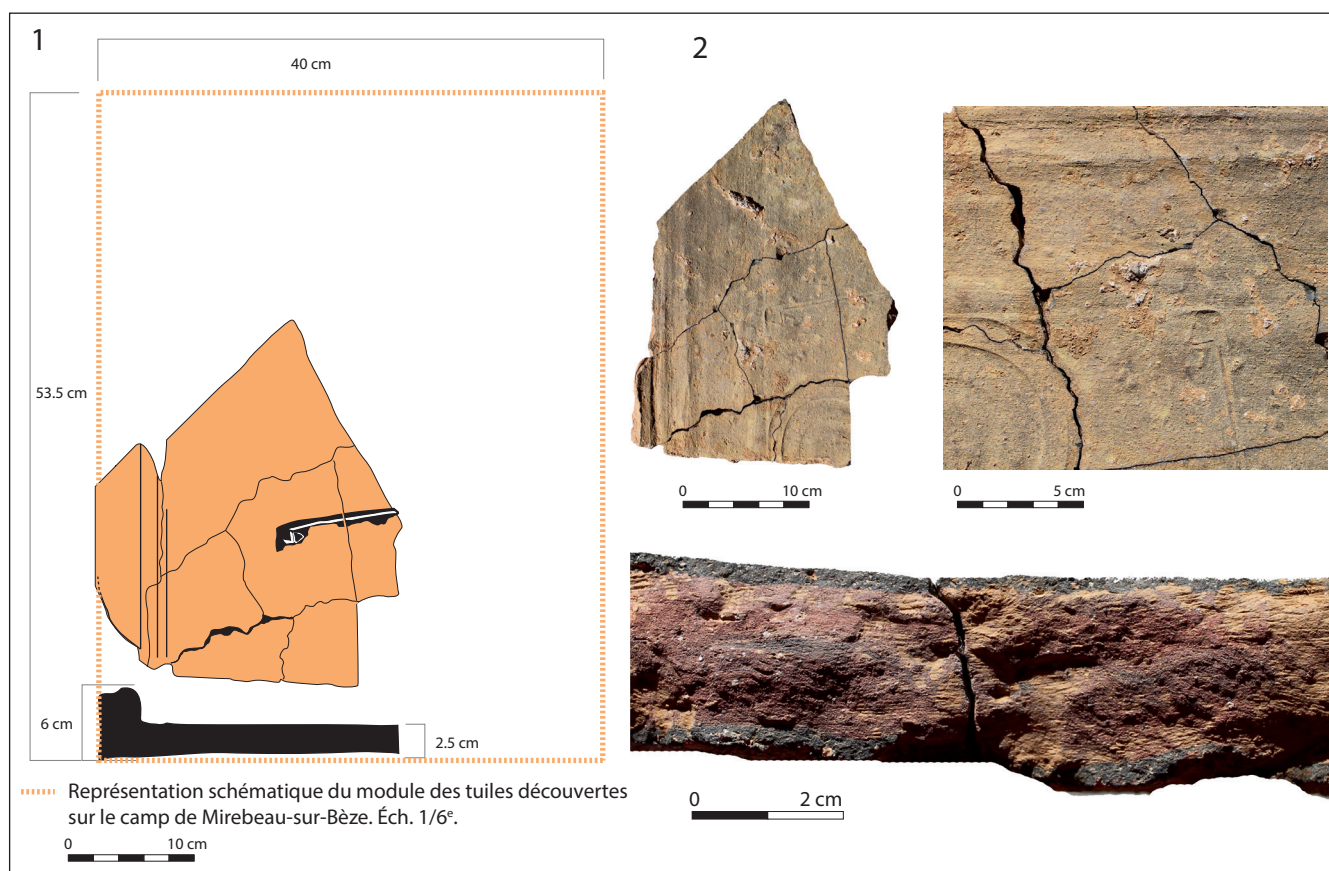 1
2
40 cm
53.5 cm
0 10 cm
0 5 cm
6 cm
2.5 cm
0 2 cm
Représentation schématique du module des tuiles découvertes
sur le camp de Mirebeau-sur-Bèze. Éch. 1/6e.
0 10 cm